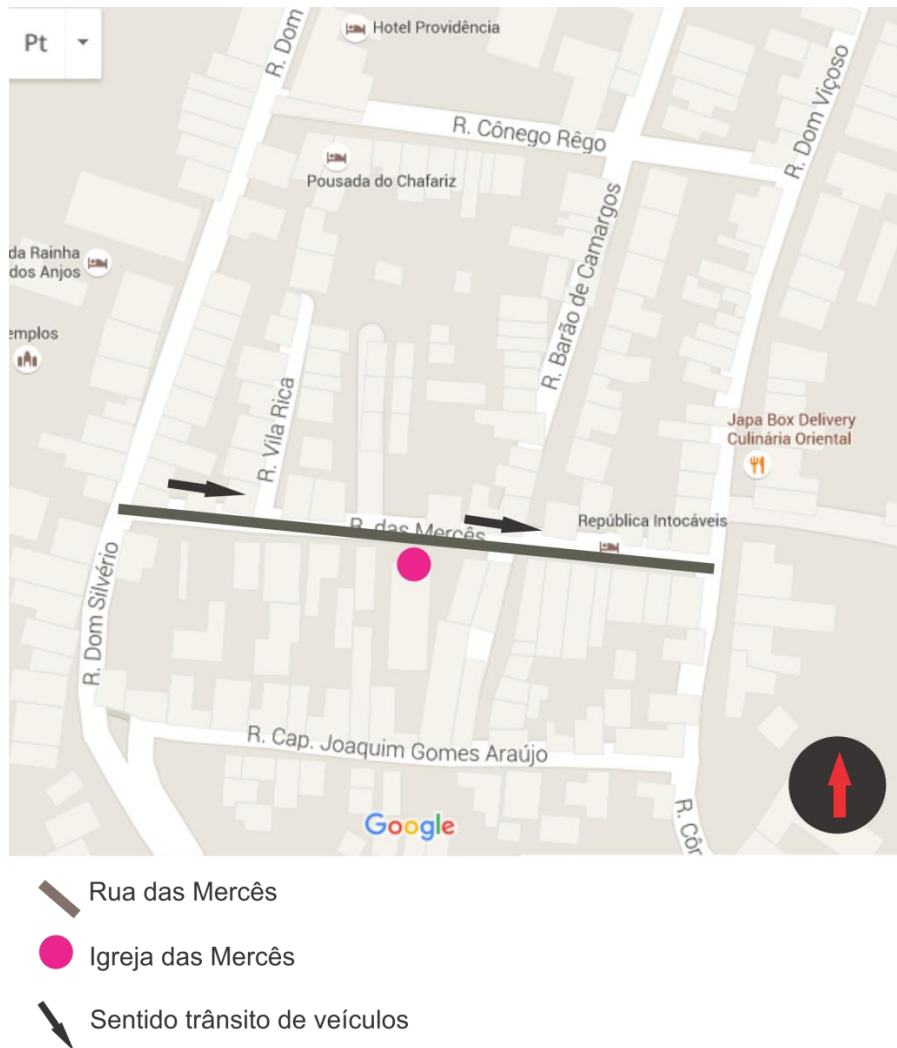 Pt
R. Dom
Hotel Providência
R. Dom Viçoso
R. Cônego Rêgo
Pousada do Chafariz
da Rainha
dos Anjos
R. Barão de Camargos
emplos
R. Vila Rica
Japa Box Delivery
Culinária Oriental
R. das Mercês
República Intocáveis
R. Dom Silvério
R. Cap. Joaquim Gomes Araújo
Google
R. Côn
Rua das Mercês
Igreja das Mercês
Sentido trânsito de veículos